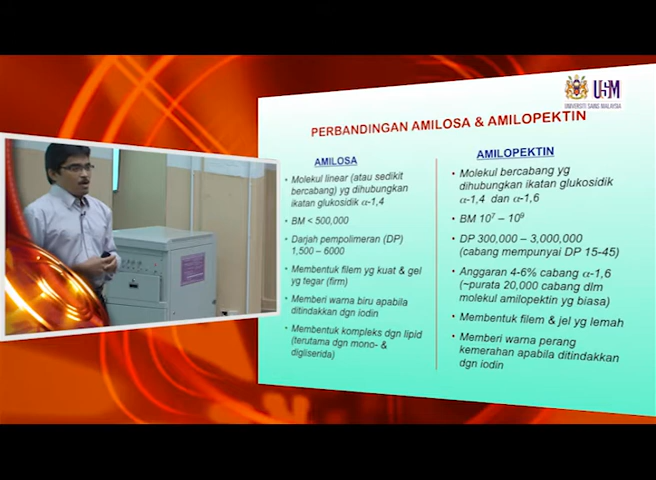 USM
UNIVERSITI SAINS MALAYSIA
PERBANDINGAN AMILOSA & AMILOPEKTIN
AMILOSA
• Molekul linear (atau sedikit
bercabang) yg dihubungkan
ikatan glukosidik α-1,4
• BM < 500,000
• Darjah pempolimeran (DP)
1,500 – 6000
• Membentuk filem yg kuat & gel
yg tegar (firm)
• Memberi warna biru apabila
ditindakkan dgn iodin
• Membentuk kompleks dgn lipid
(terutama dgn mono- &
digliserida)
AMILOPEKTIN
• Molekul bercabang yg
dihubungkan ikatan glukosidik
α-1,4 dan α-1,6
• BM 10⁷ – 10⁹
• DP 300,000 – 3,000,000
(cabang mempunyai DP 15-45)
• Anggaran 4-6% cabang α-1,6
(~purata 20,000 cabang dlm
molekul amilopektin yg biasa)
• Membentuk filem & jel yg lemah
• Memberi warna perang
kemerahan apabila ditindakkan
dgn iodin